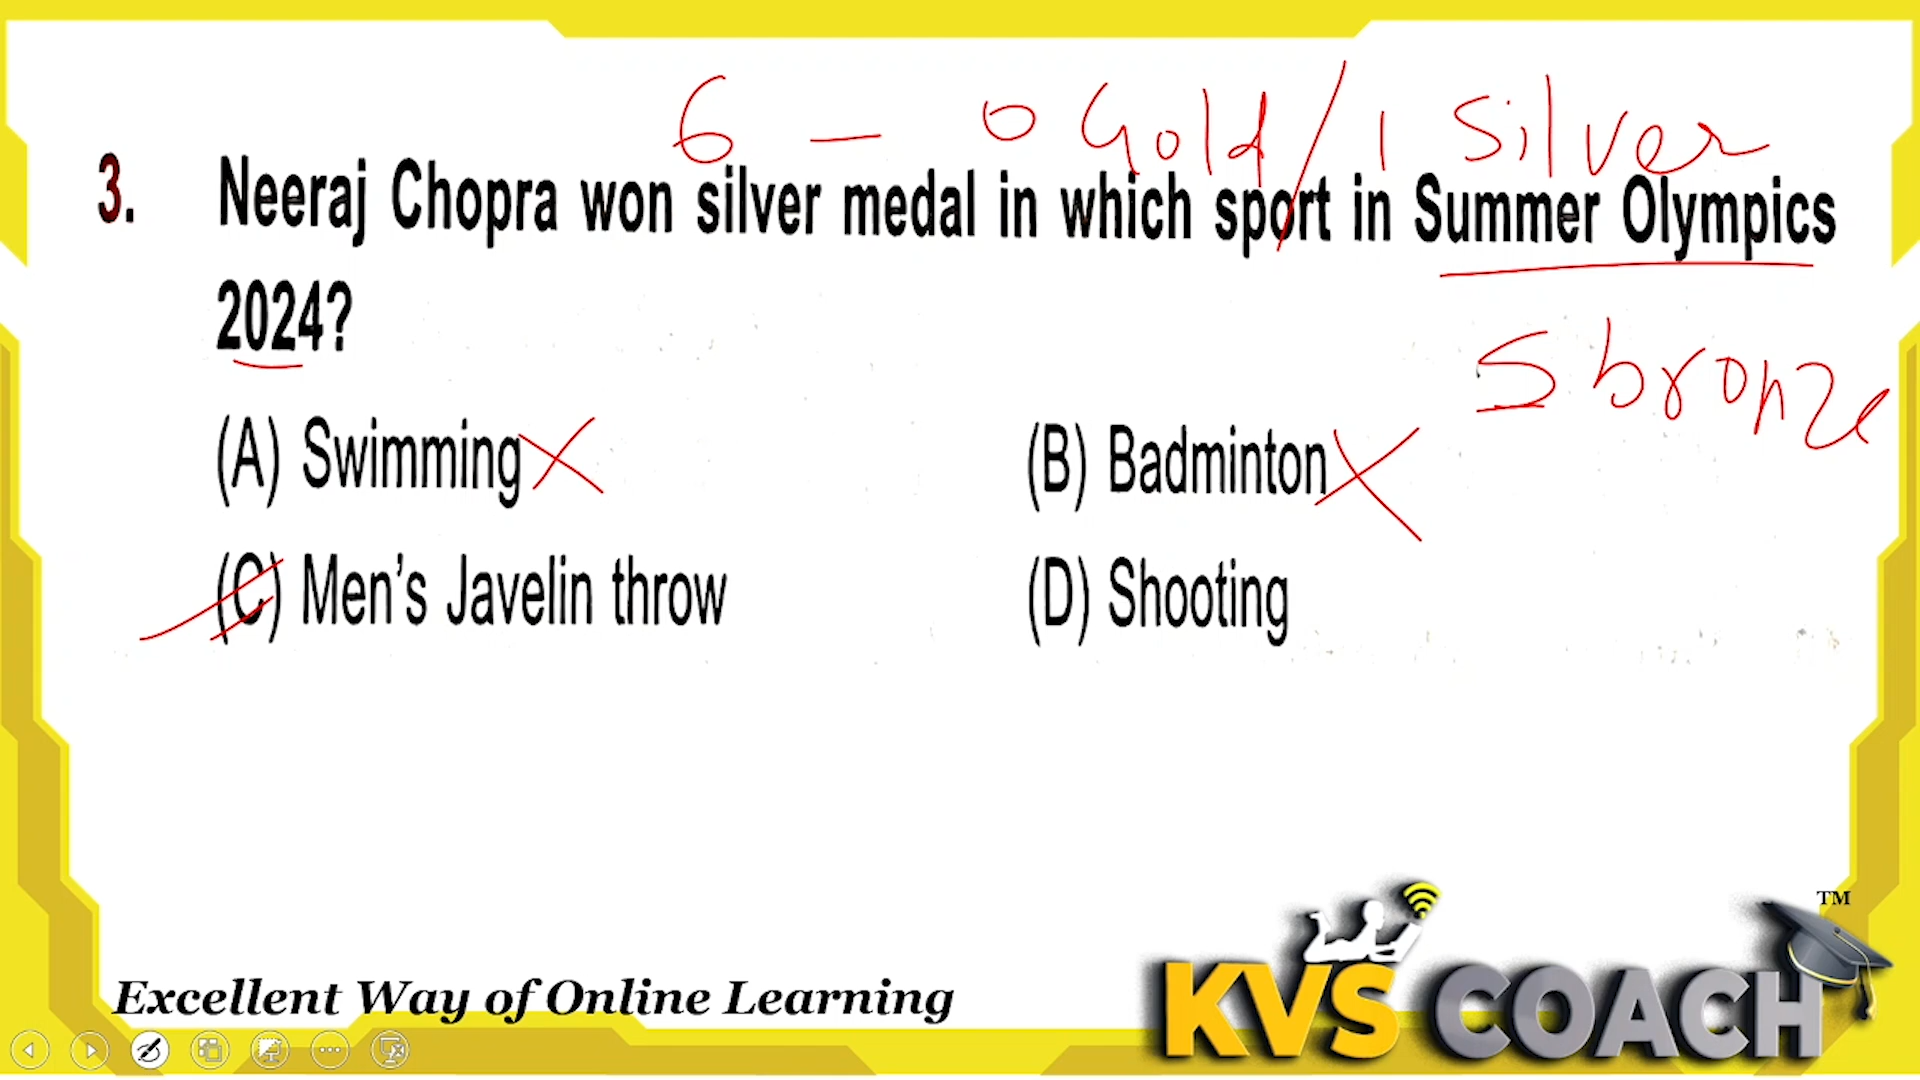 6 – 0 Gold / 1 Silver
3. Neeraj Chopra won silver medal in which sport in Summer Olympics
2024?
5 bronze
(A) Swimming
(B) Badminton
(C) Men's Javelin throw
(D) Shooting
TM
Excellent Way of Online Learning
KVS COACH